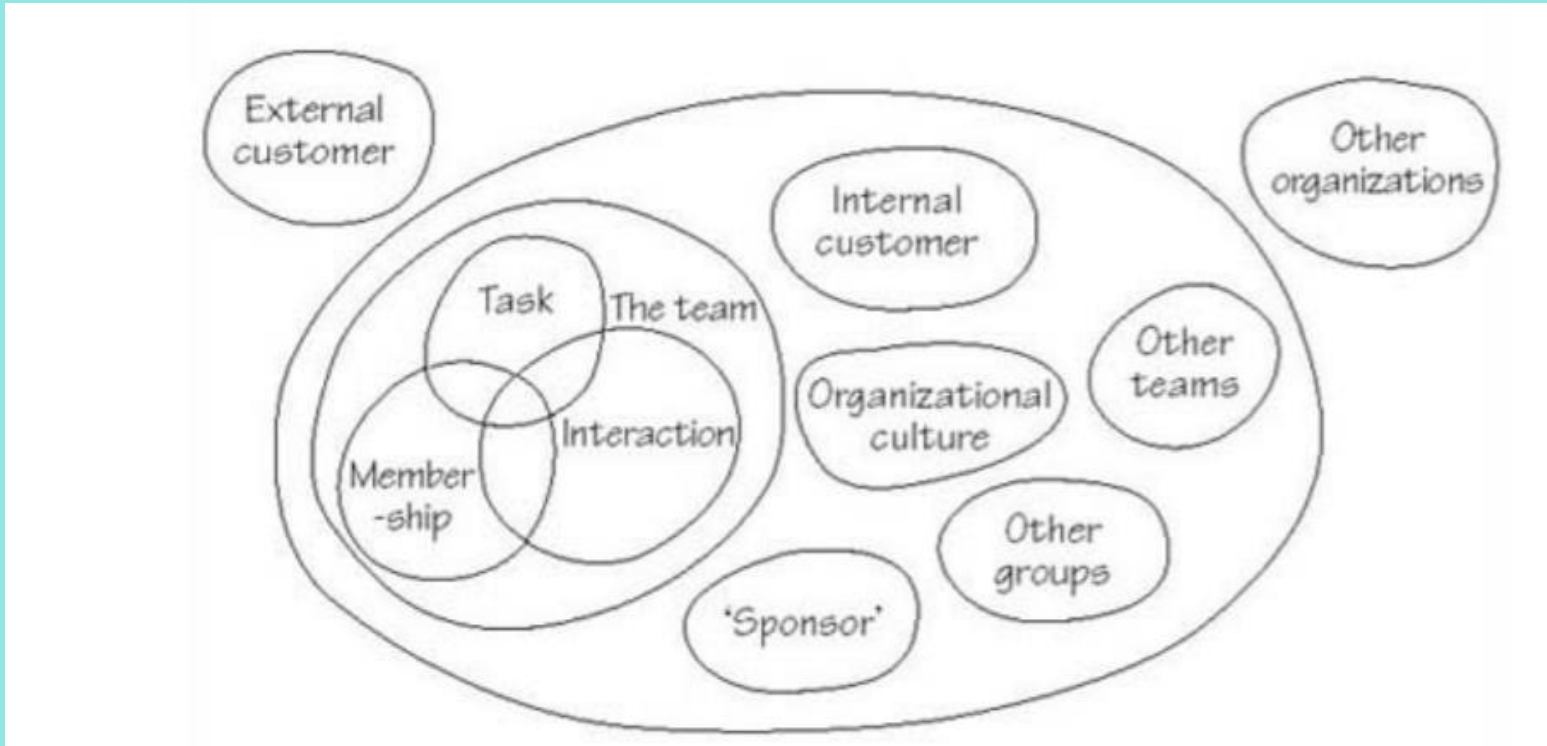 External
customer
Other
organizations
Internal
customer
Task
The team
Other
teams
Organizational
culture
Interaction
Member
-ship
Other
groups
'Sponsor'